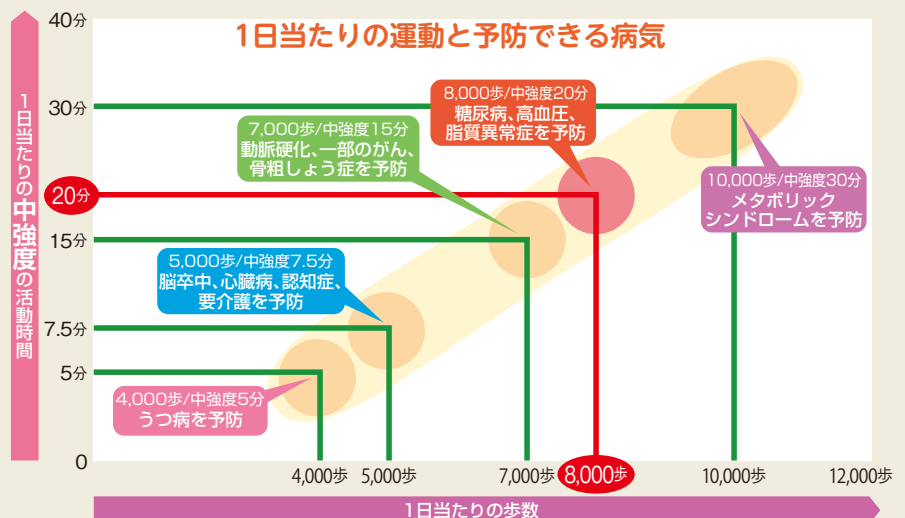 1日当たりの運動と予防できる病気
1日当たりの中強度の活動時間
40分
30分
20分
15分
7.5分
5分
0
8,000歩/中強度20分
糖尿病、高血圧、
脂質異常症を予防
7,000歩/中強度15分
動脈硬化、一部のがん、
骨粗しょう症を予防
10,000歩/中強度30分
メタボリック
シンドロームを予防
5,000歩/中強度7.5分
脳卒中、心臓病、認知症、
要介護を予防
4,000歩/中強度5分
うつ病を予防
4,000歩
5,000歩
7,000歩
8,000歩
10,000歩
12,000歩
1日当たりの歩数